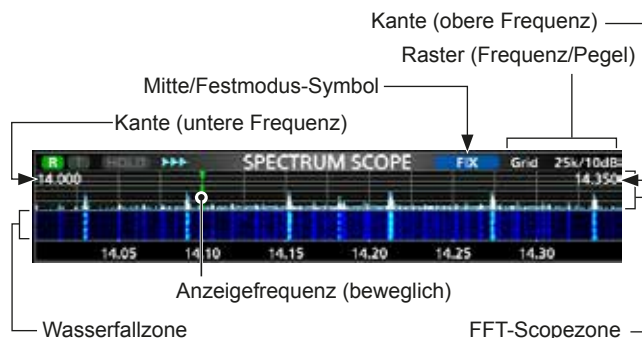 Kante (obere Frequenz)
Raster (Frequenz/Pegel)
Mitte/Festmodus-Symbol
Kante (untere Frequenz)
R HOLD SPECTRUM SCOPE FIX Grid 25k/10dB
14.000 14.350
14.05 14.10 14.15 14.20 14.25 14.30
Anzeigefrequenz (beweglich)
Wasserfallzone FFT-Scopezone